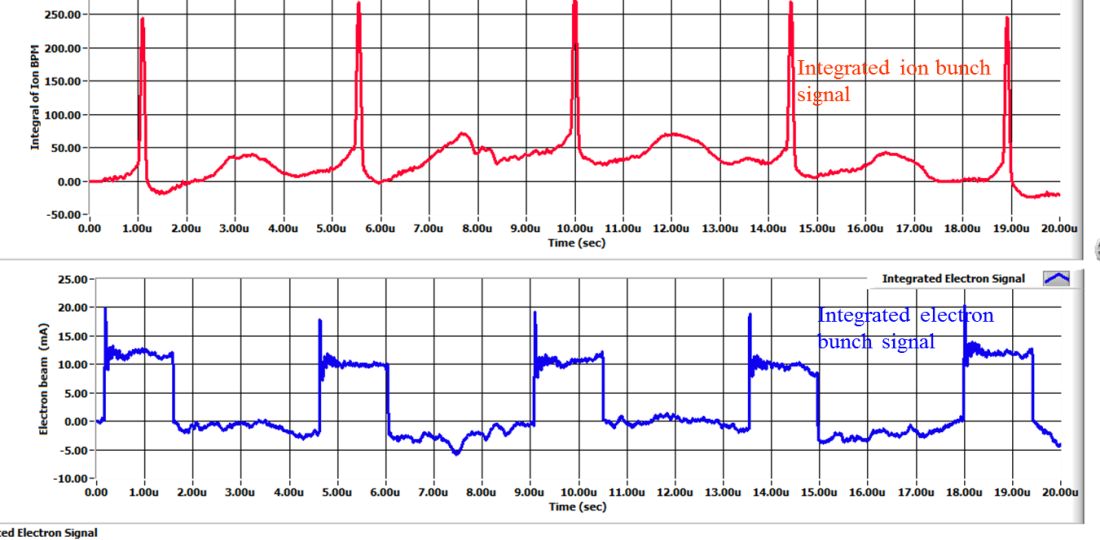 250.00
200.00
150.00
100.00
50.00
0.00
-50.00
Integral of Ion BPM
Integrated ion bunch
signal
0.00 1.00u 2.00u 3.00u 4.00u 5.00u 6.00u 7.00u 8.00u 9.00u 10.00u 11.00u 12.00u 13.00u 14.00u 15.00u 16.00u 17.00u 18.00u 19.00u 20.00u
Time (sec)
Integrated Electron Signal
25.00
20.00
15.00
10.00
5.00
0.00
-5.00
-10.00
Electron beam (mA)
Integrated electron
bunch signal
0.00 1.00u 2.00u 3.00u 4.00u 5.00u 6.00u 7.00u 8.00u 9.00u 10.00u 11.00u 12.00u 13.00u 14.00u 15.00u 16.00u 17.00u 18.00u 19.00u 20.00u
Time (sec)
ted Electron Signal